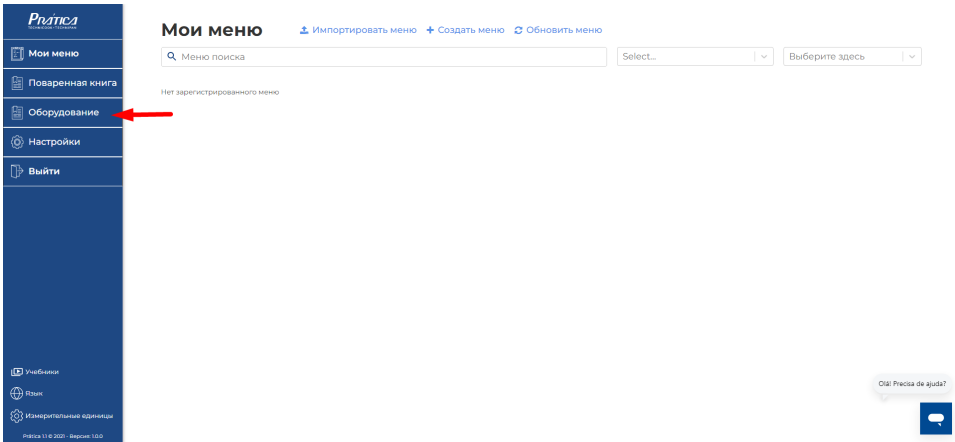 PRÁTICA
TECHNICOOK • TECHNIPAN
Мои меню
Поваренная книга
Оборудование
Настройки
Выйти
Учебники
Язык
Измерительные единицы
Prática 1.1 © 2021 - Версия: 1.0.0
Мои меню
Импортировать меню
Создать меню
Обновить меню
Меню поиска
Select...
Выберите здесь
Нет зарегистрированного меню
Olá! Precisa de ajuda?